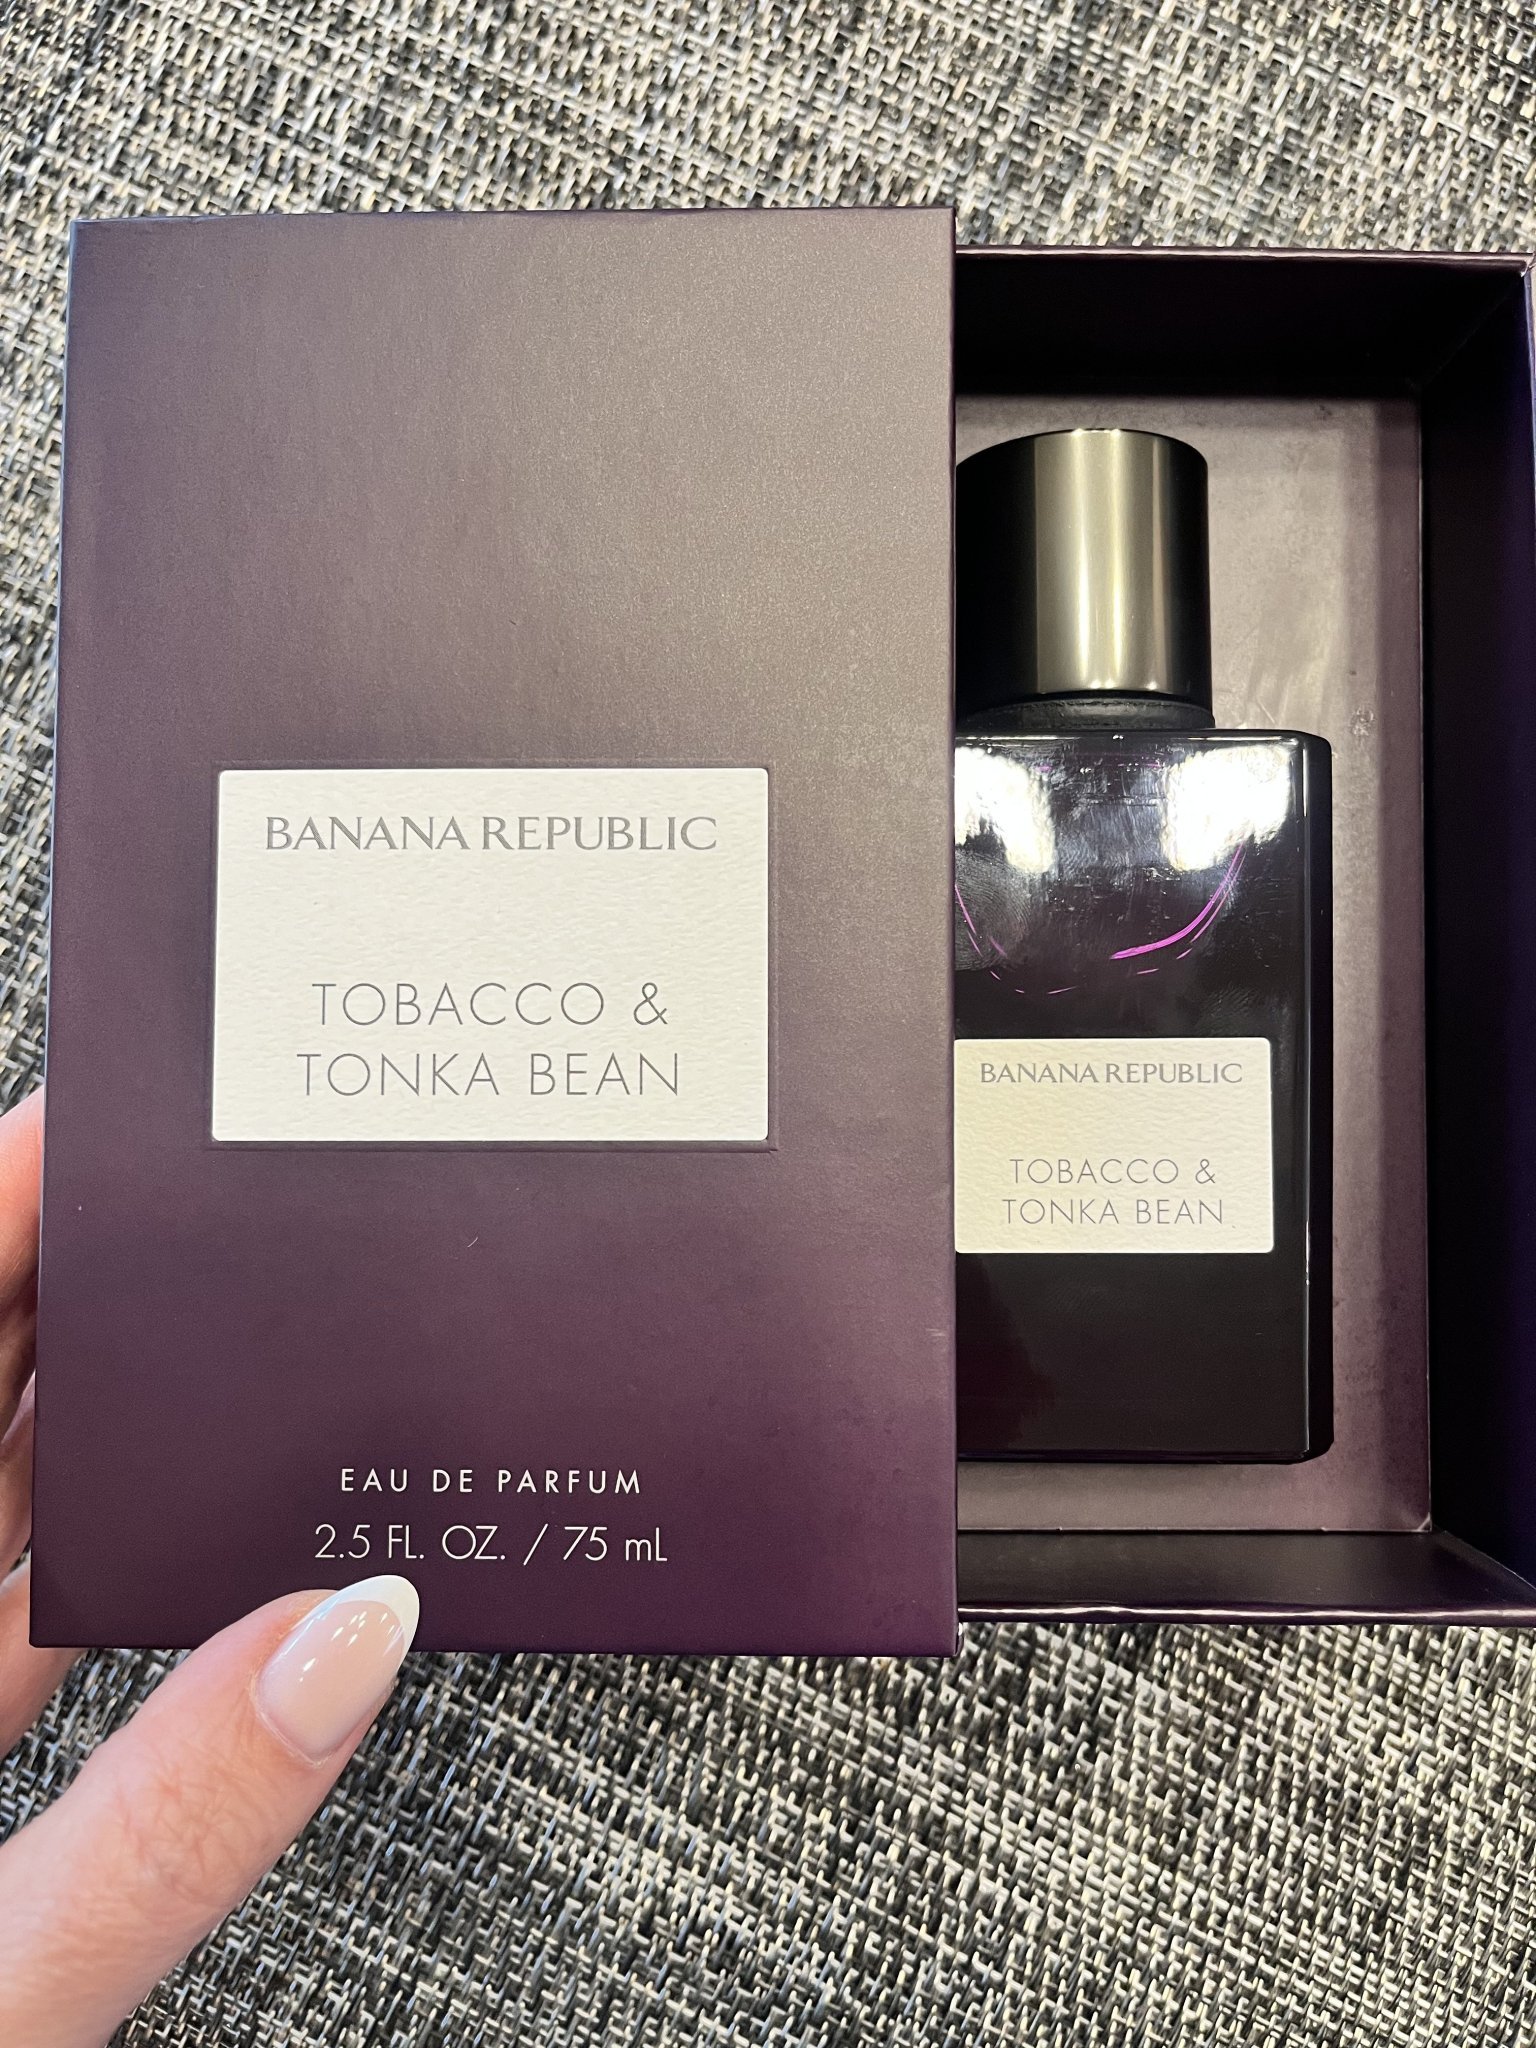 BANANA REPUBLIC
TOBACCO &
TONKA BEAN
EAU DE PARFUM
2.5 FL. OZ. / 75 mL
BANANA REPUBLIC
TOBACCO &
TONKA BEAN